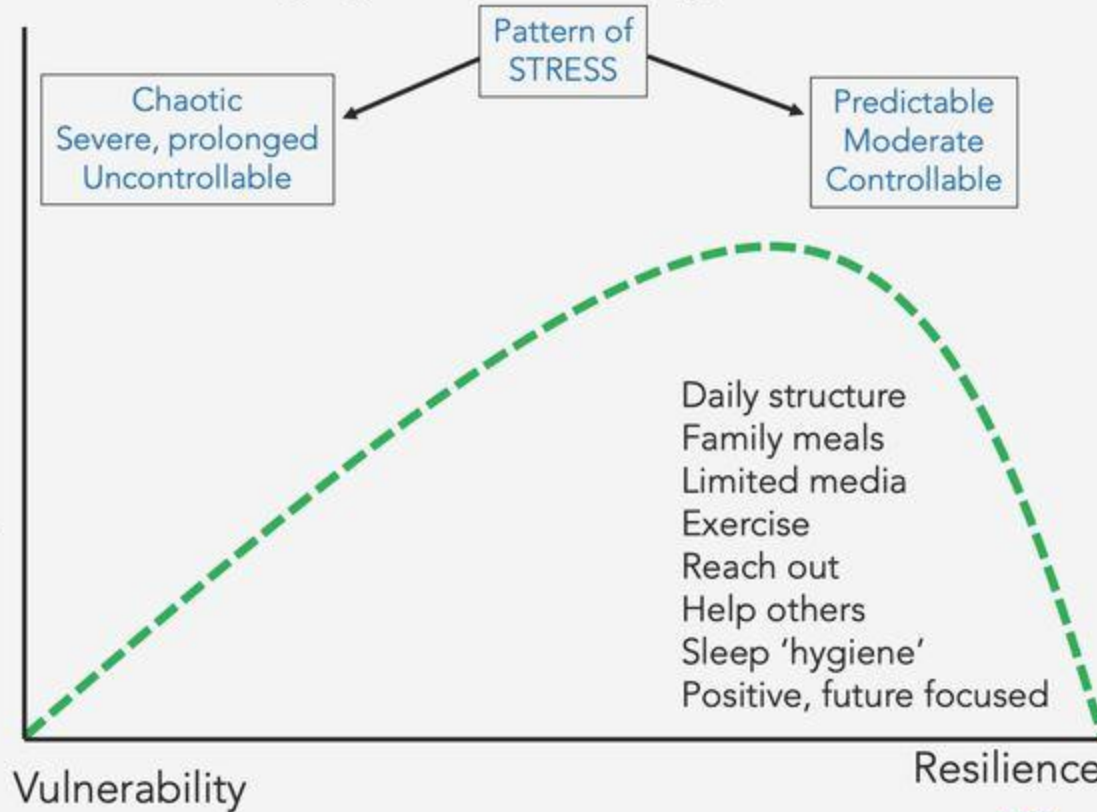 Pattern of
STRESS
Chaotic
Severe, prolonged
Uncontrollable
Predictable
Moderate
Controllable
Daily structure
Family meals
Limited media
Exercise
Reach out
Help others
Sleep ‘hygiene’
Positive, future focused
Vulnerability
Resilience